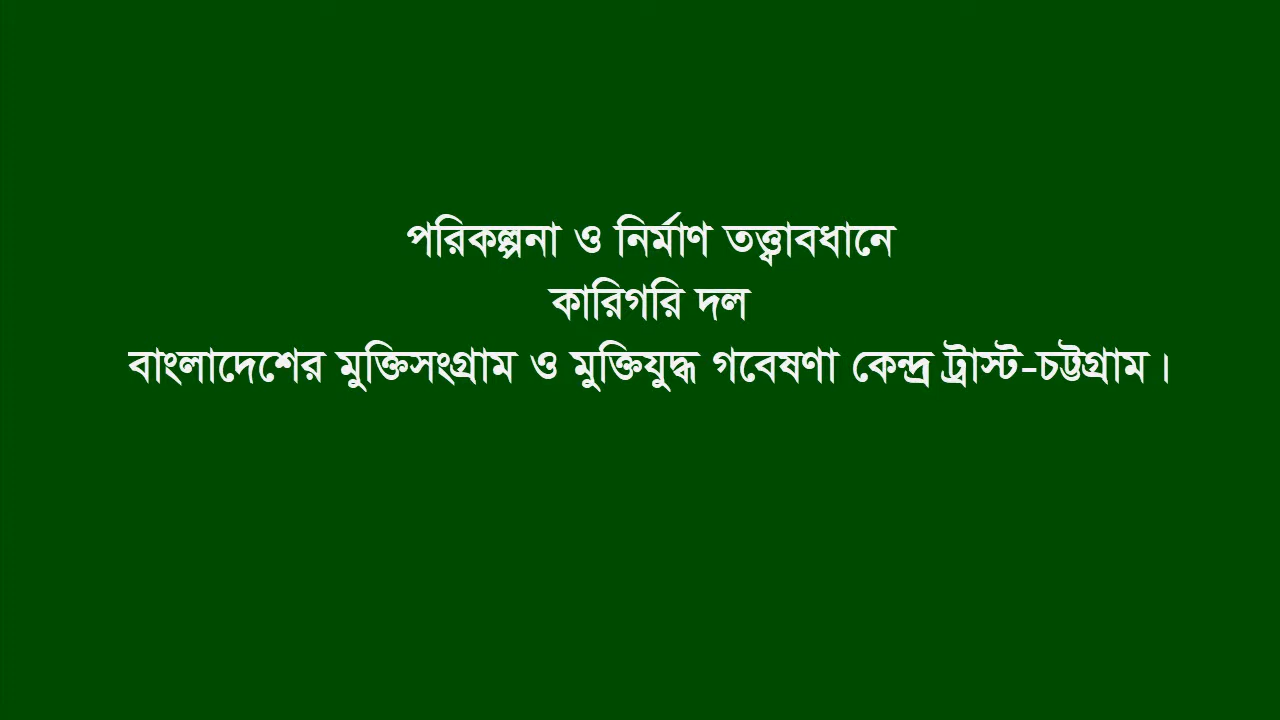 পরিকল্পনা ও নির্মাণ তত্ত্বাবধানে
কারিগরি দল
বাংলাদেশের মুক্তিসংগ্রাম ও মুক্তিযুদ্ধ গবেষণা কেন্দ্র ট্রাস্ট-চট্টগ্রাম।